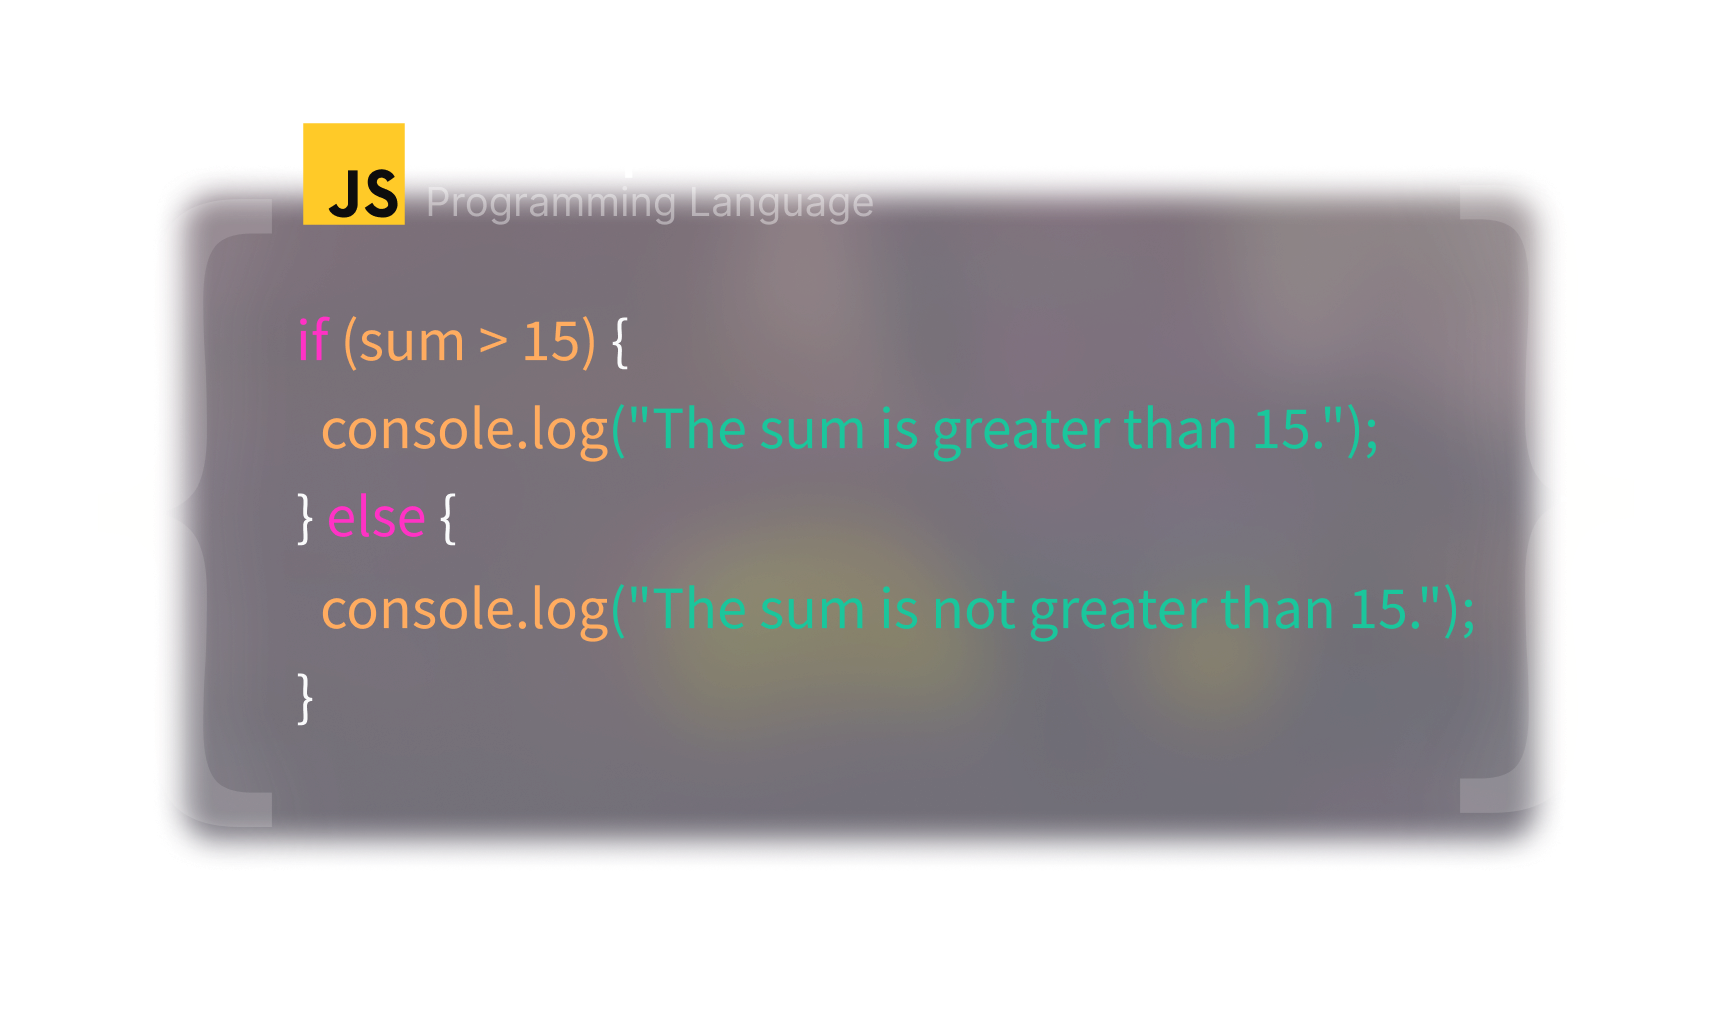 JS
Programming Language
if (sum > 15) {
console.log("The sum is greater than 15.");
} else {
console.log("The sum is not greater than 15.");
}